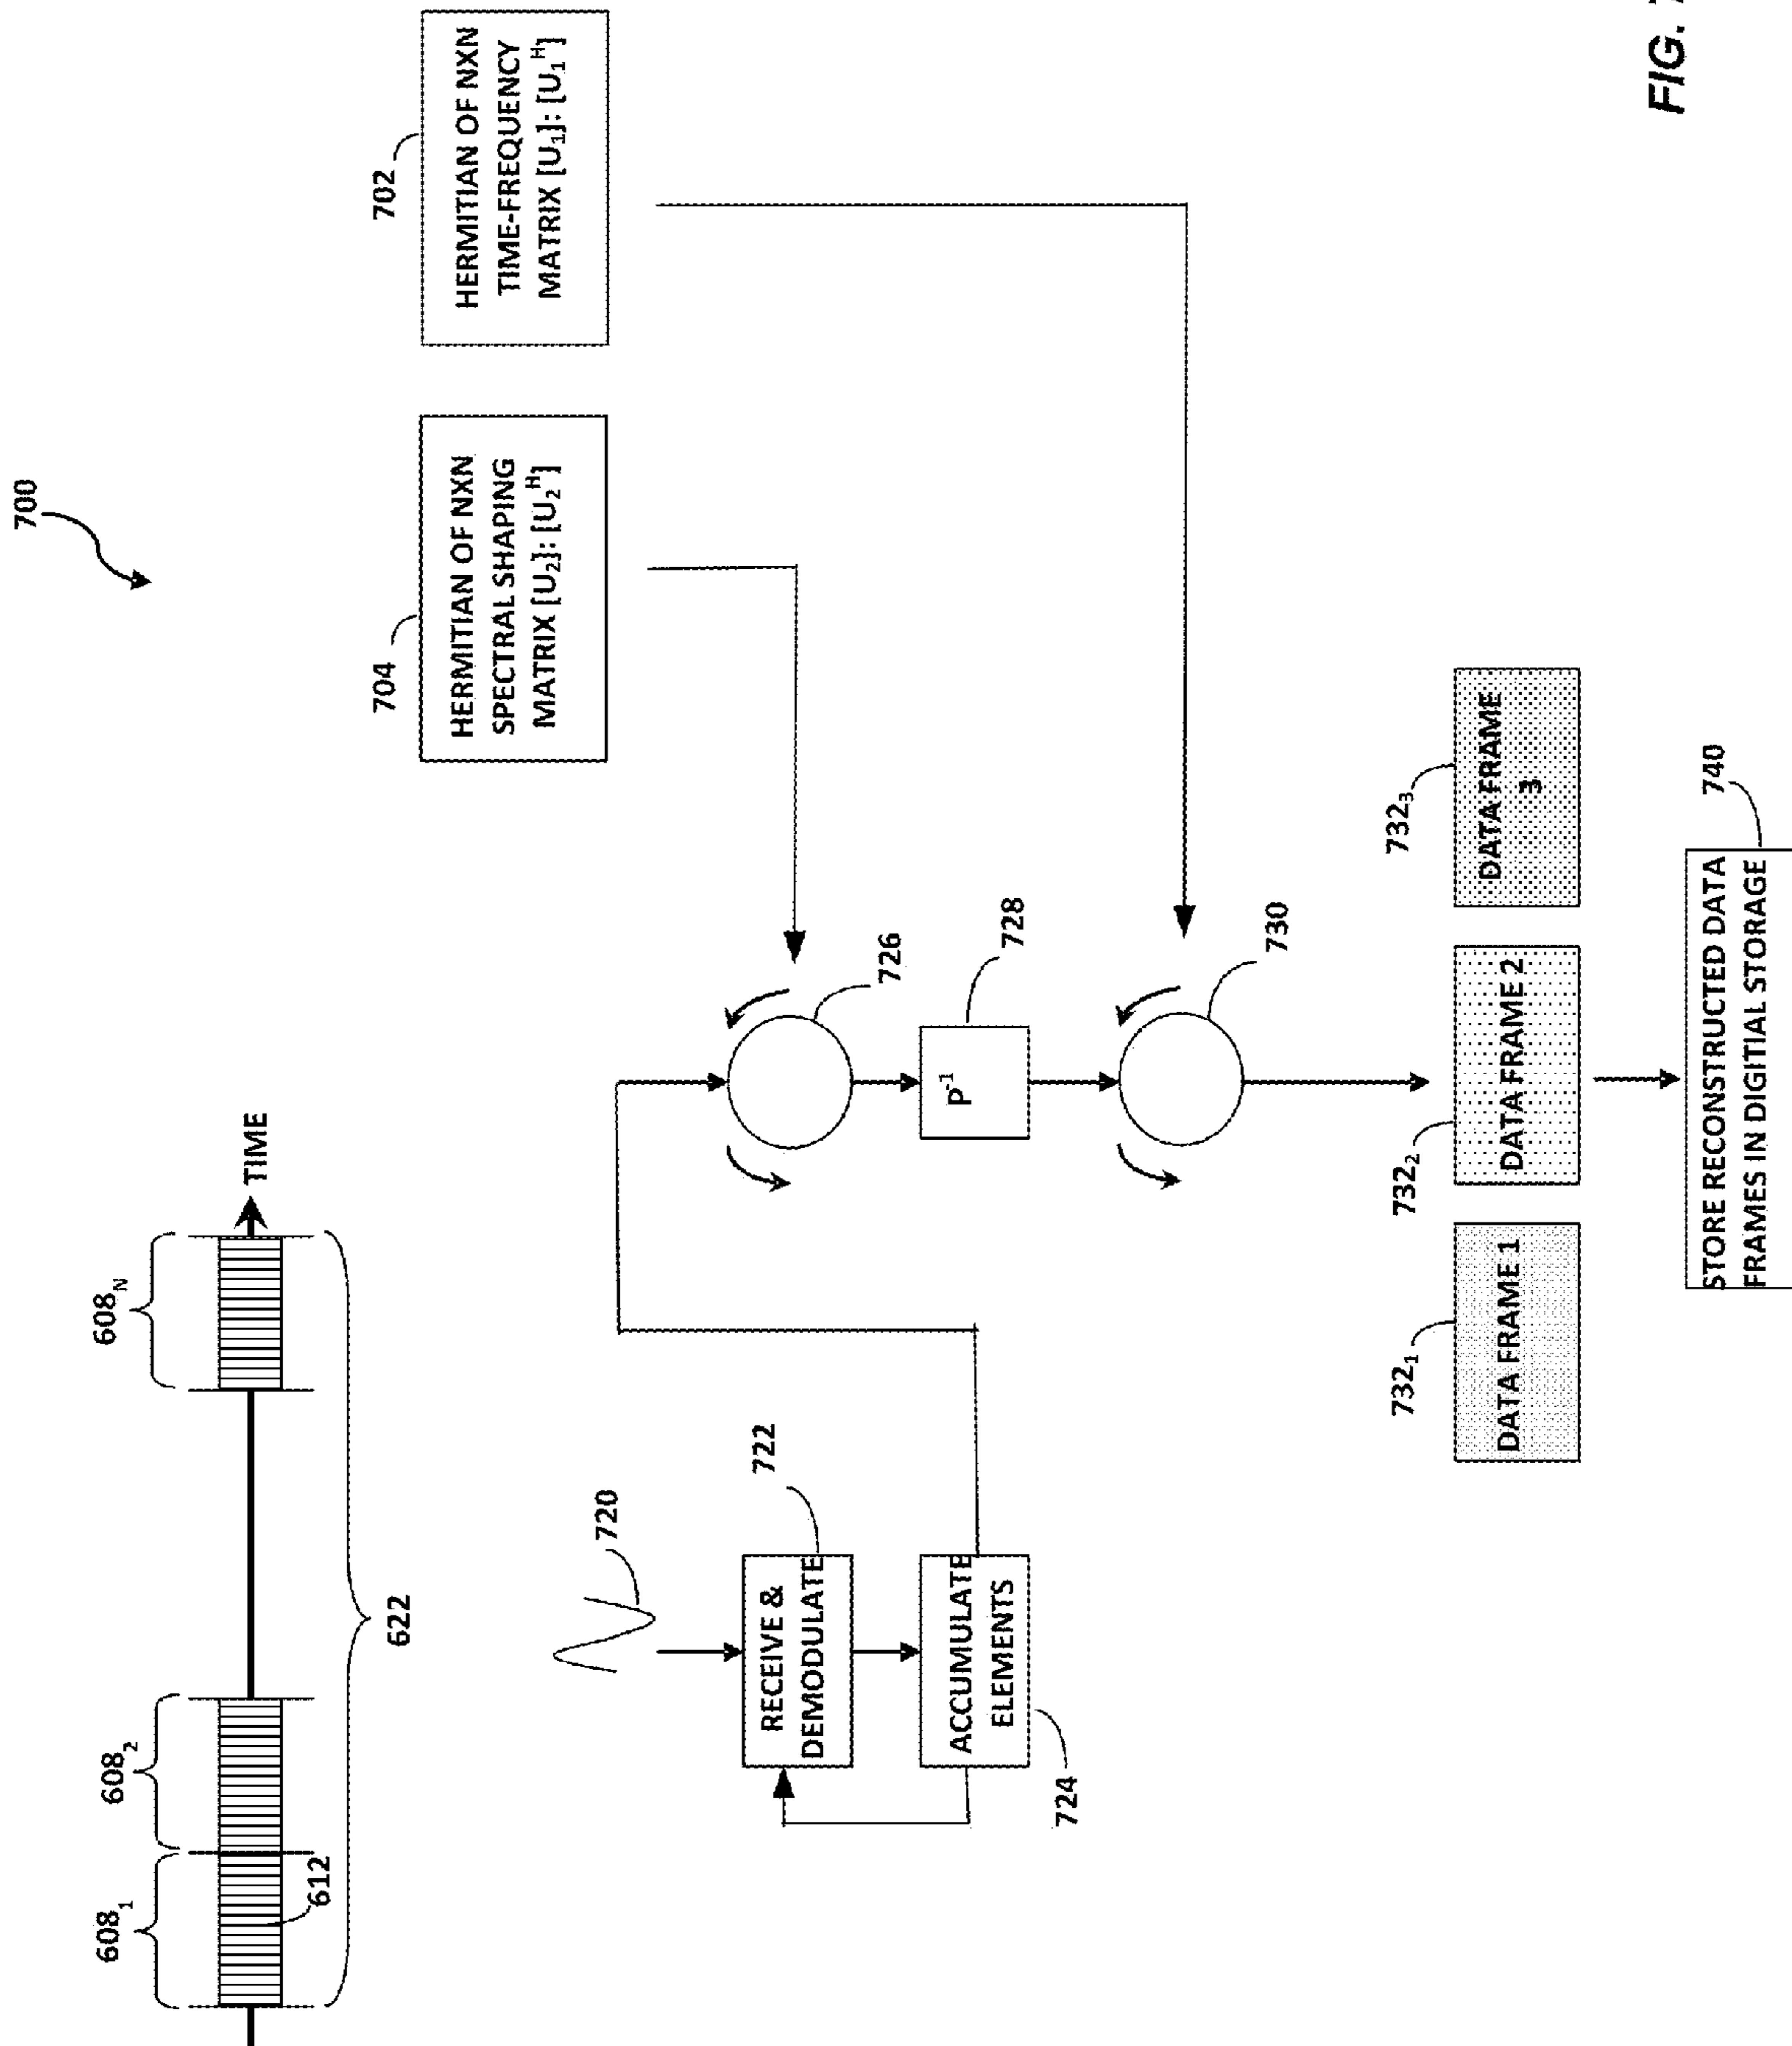 700
608₁
608₂
608_N
TIME
612
622
704
HERMITIAN OF NXN
SPECTRAL SHAPING
MATRIX [U₂]: [U₂ᴴ]
702
HERMITIAN OF NXN
TIME-FREQUENCY
MATRIX [U₁]: [U₁ᴴ]
720
722
RECEIVE &
DEMODULATE
724
ACCUMULATE
ELEMENTS
726
728
P⁻¹
730
732₁
DATA FRAME 1
732₂
DATA FRAME 2
732₃
DATA FRAME
3
740
STORE RECONSTRUCTED DATA
FRAMES IN DIGITIAL STORAGE
FIG.